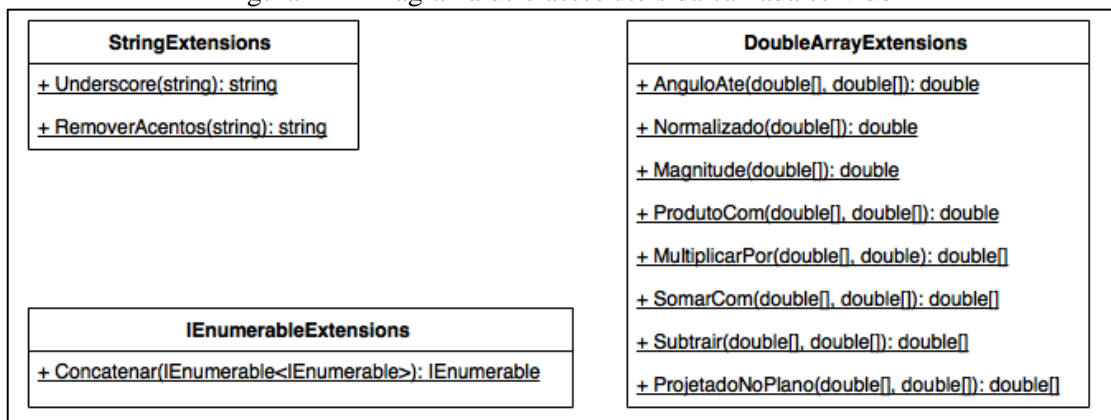 StringExtensions
+ Underscore(string): string
+ RemoverAcentos(string): string
DoubleArrayExtensions
+ AnguloAte(double[], double[]): double
+ Normalizado(double[]): double
+ Magnitude(double[]): double
+ ProdutoCom(double[], double[]): double
+ MultiplicarPor(double[], double): double[]
+ SomarCom(double[], double[]): double[]
+ Subtrair(double[], double[]): double[]
+ ProjetadoNoPlano(double[], double[]): double[]
IEnumerableExtensions
+ Concatenar(IEnumerable<IEnumerable>): IEnumerable